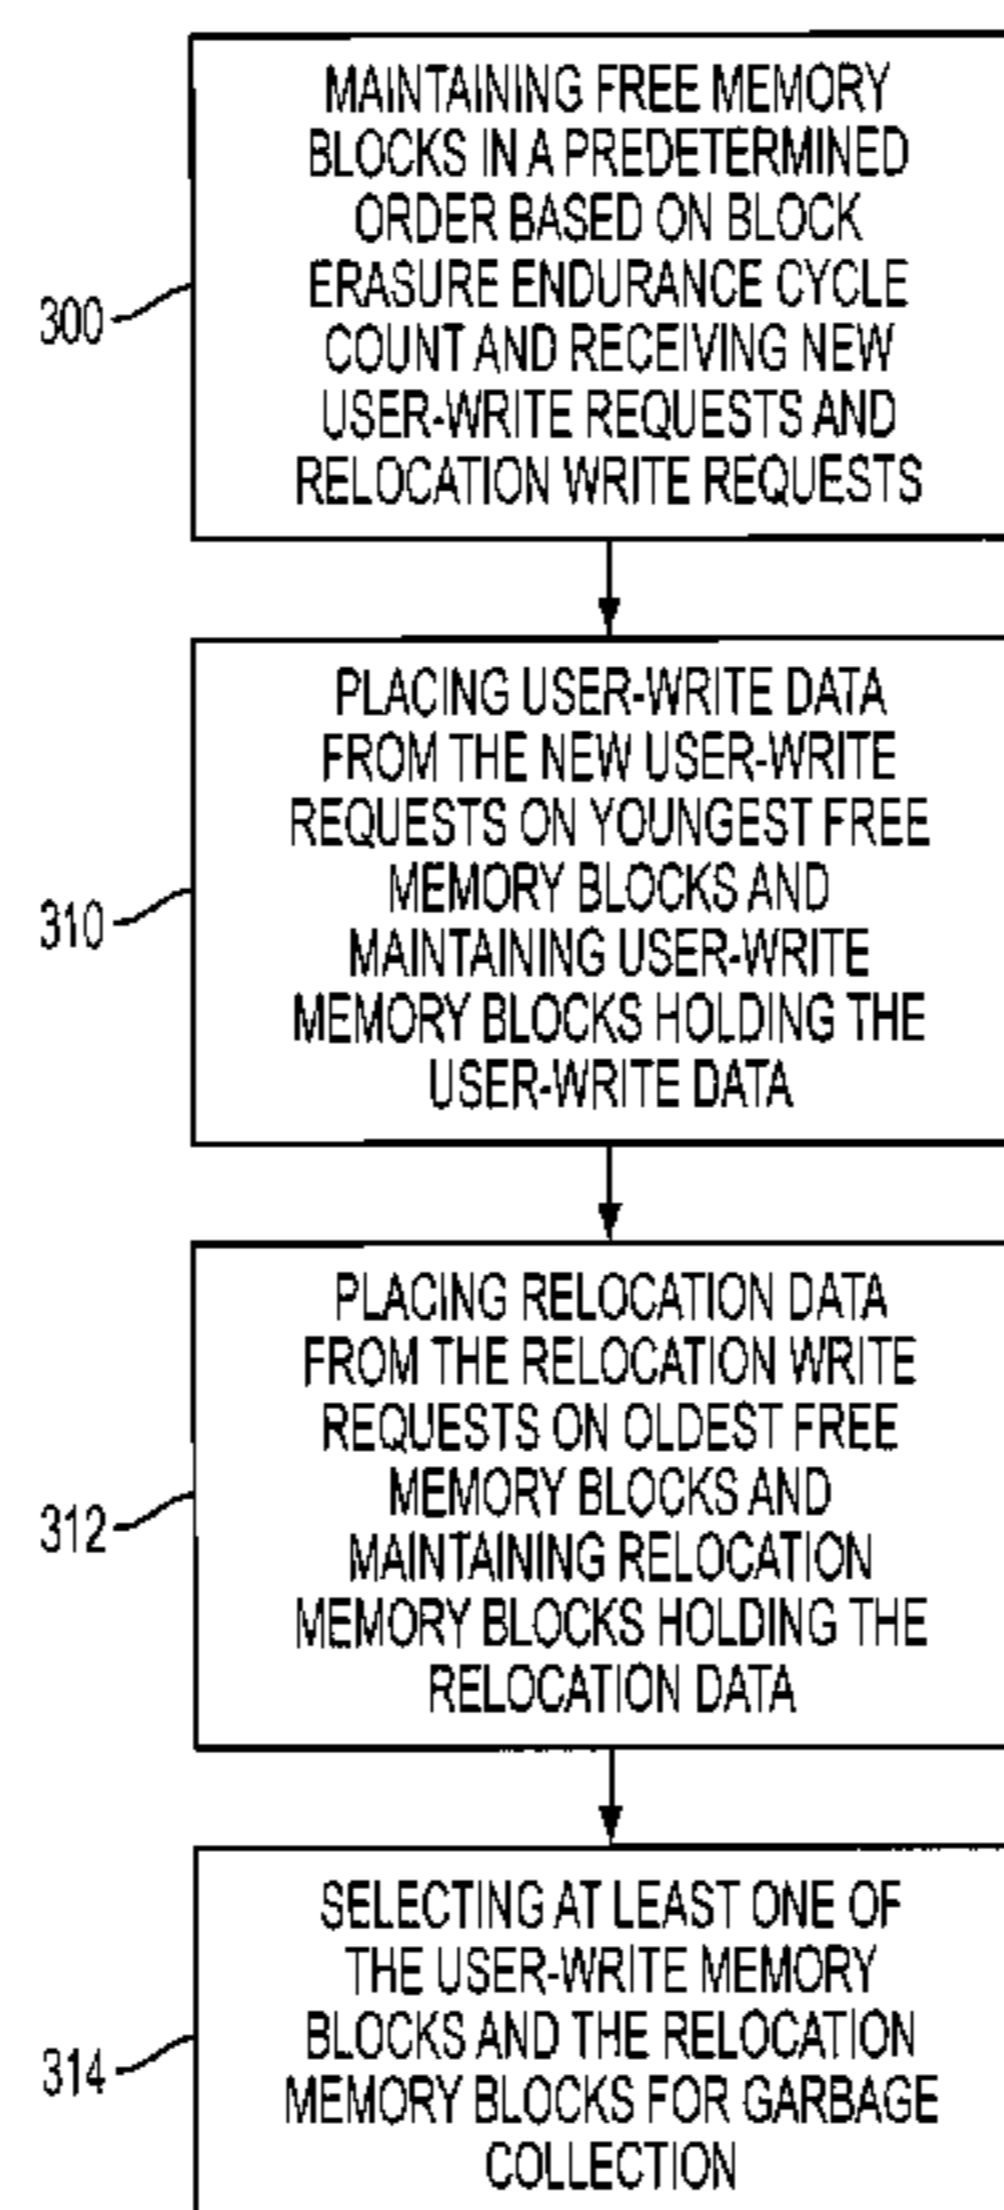 MAINTAINING FREE MEMORY
BLOCKS IN A PREDETERMINED
ORDER BASED ON BLOCK
ERASURE ENDURANCE CYCLE
COUNT AND RECEIVING NEW
USER-WRITE REQUESTS AND
RELOCATION WRITE REQUESTS
300
PLACING USER-WRITE DATA
FROM THE NEW USER-WRITE
REQUESTS ON YOUNGEST FREE
MEMORY BLOCKS AND
MAINTAINING USER-WRITE
MEMORY BLOCKS HOLDING THE
USER-WRITE DATA
310
PLACING RELOCATION DATA
FROM THE RELOCATION WRITE
REQUESTS ON OLDEST FREE
MEMORY BLOCKS AND
MAINTAINING RELOCATION
MEMORY BLOCKS HOLDING THE
RELOCATION DATA
312
SELECTING AT LEAST ONE OF
THE USER-WRITE MEMORY
BLOCKS AND THE RELOCATION
MEMORY BLOCKS FOR GARBAGE
COLLECTION
314